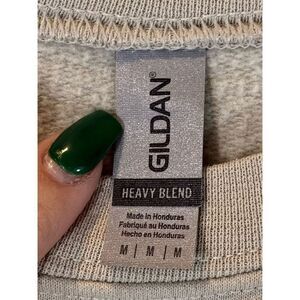 GILDAN®
HEAVY BLEND
Made in Honduras
Fabriqué au Honduras
Hecho en Honduras
M | M | M